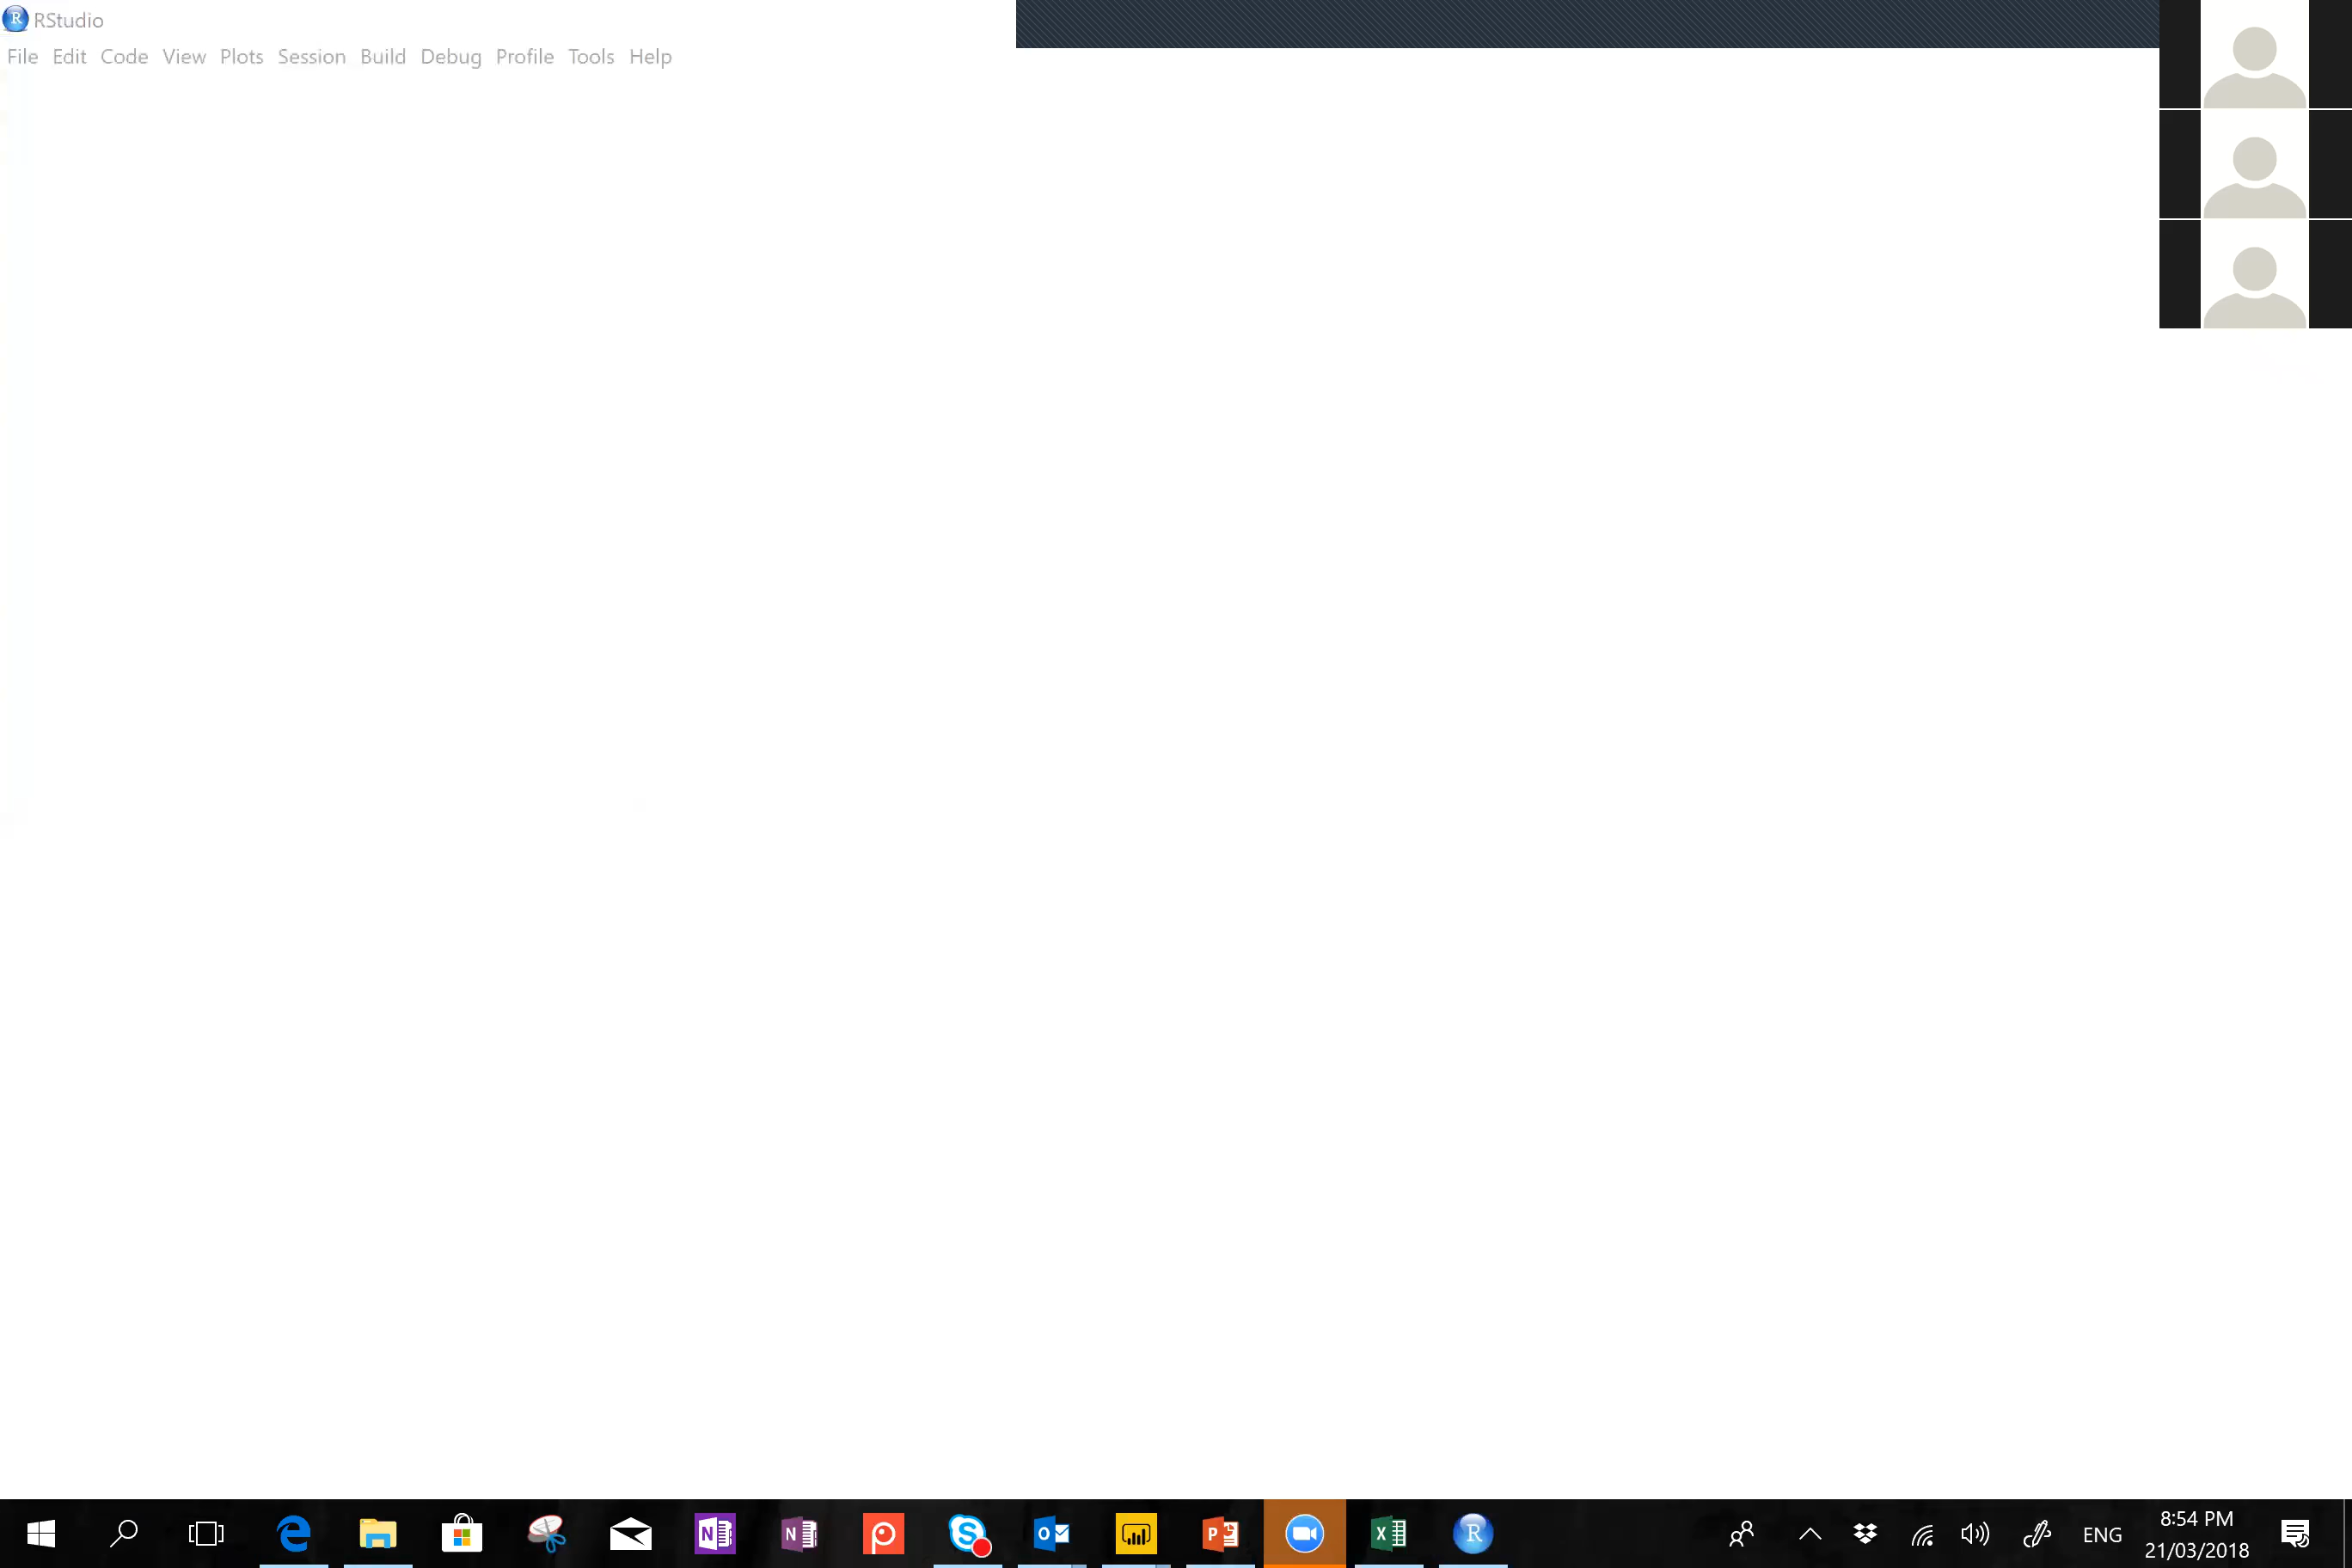 RStudio
File Edit Code View Plots Session Build Debug Profile Tools Help
ENG
8:54 PM
21/03/2018